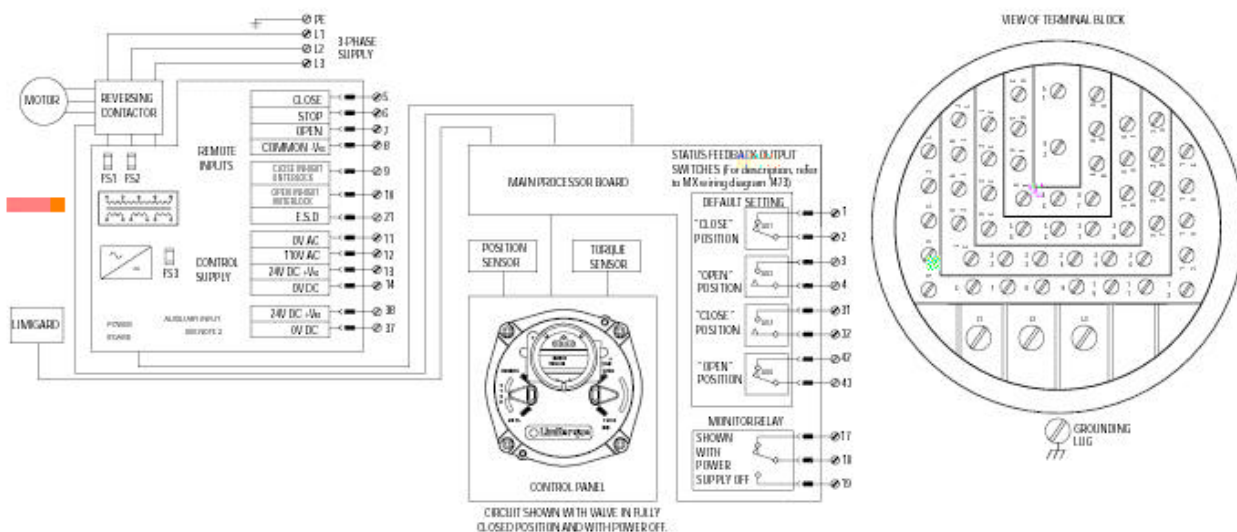 PE
L1
L2
L3
3-PHASE
SUPPLY
VIEW OF TERMINAL BLOCK
MOTOR
REVERSING
CONTACTOR
REMOTE
INPUTS
CLOSE
5
STOP
6
OPEN
7
COMMON -Ve
8
CLOSE INHIBIT
INTERLOCK
9
OPEN INHIBIT
INTERLOCK
10
E.S.D
21
FS1
FS2
FS3
CONTROL
SUPPLY
0V AC
11
110V AC
12
24V DC +Ve
13
0V DC
14
AUXILIARY INPUT
SEE NOTE 2
24V DC +Ve
38
0V DC
37
POWER
BOARD
LIMIGARD
MAIN PROCESSOR BOARD
STATUS FEEDBACK OUTPUT
SWITCHES (For description, refer
to MX wiring diagram 1473)
POSITION
SENSOR
TORQUE
SENSOR
DEFAULT SETTING
"CLOSE"
POSITION
1
2
"OPEN"
POSITION
3
4
"CLOSE"
POSITION
31
32
"OPEN"
POSITION
42
43
MONITOR RELAY
SHOWN
WITH
POWER
SUPPLY OFF
17
18
19
Limitorque
CONTROL PANEL
CIRCUIT SHOWN WITH VALVE IN FULLY
CLOSED POSITION AND WITH POWER OFF.
L1
L2
L3
GROUNDING
LUG